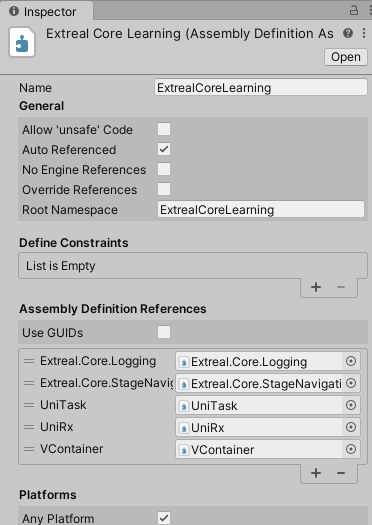 Inspector
Extreal Core Learning (Assembly Definition As
Open
Name ExtrealCoreLearning
General
Allow 'unsafe' Code
Auto Referenced
No Engine References
Override References
Root Namespace ExtrealCoreLearning
Define Constraints
List is Empty
Assembly Definition References
Use GUIDs
Extreal.Core.Logging Extreal.Core.Logging
Extreal.Core.StageNavig Extreal.Core.StageNavigati
UniTask UniTask
UniRx UniRx
VContainer VContainer
Platforms
Any Platform